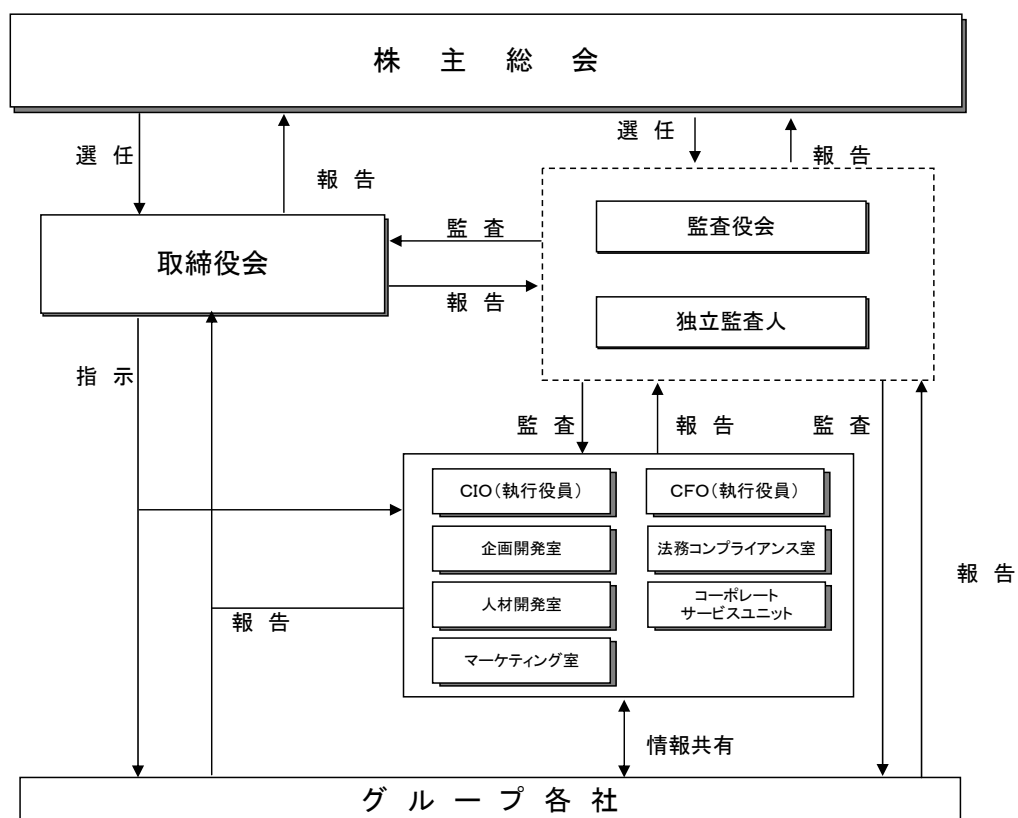 株 主 総 会
選 任
報 告
選 任
報 告
取締役会
監 査
報 告
監査役会
独立監査人
指 示
監 査
報 告
監 査
報 告
CIO(執行役員)
CFO(執行役員)
企画開発室
法務コンプライアンス室
人材開発室
コーポレート
サービスユニット
マーケティング室
報 告
情報共有
グ ル ー プ 各 社